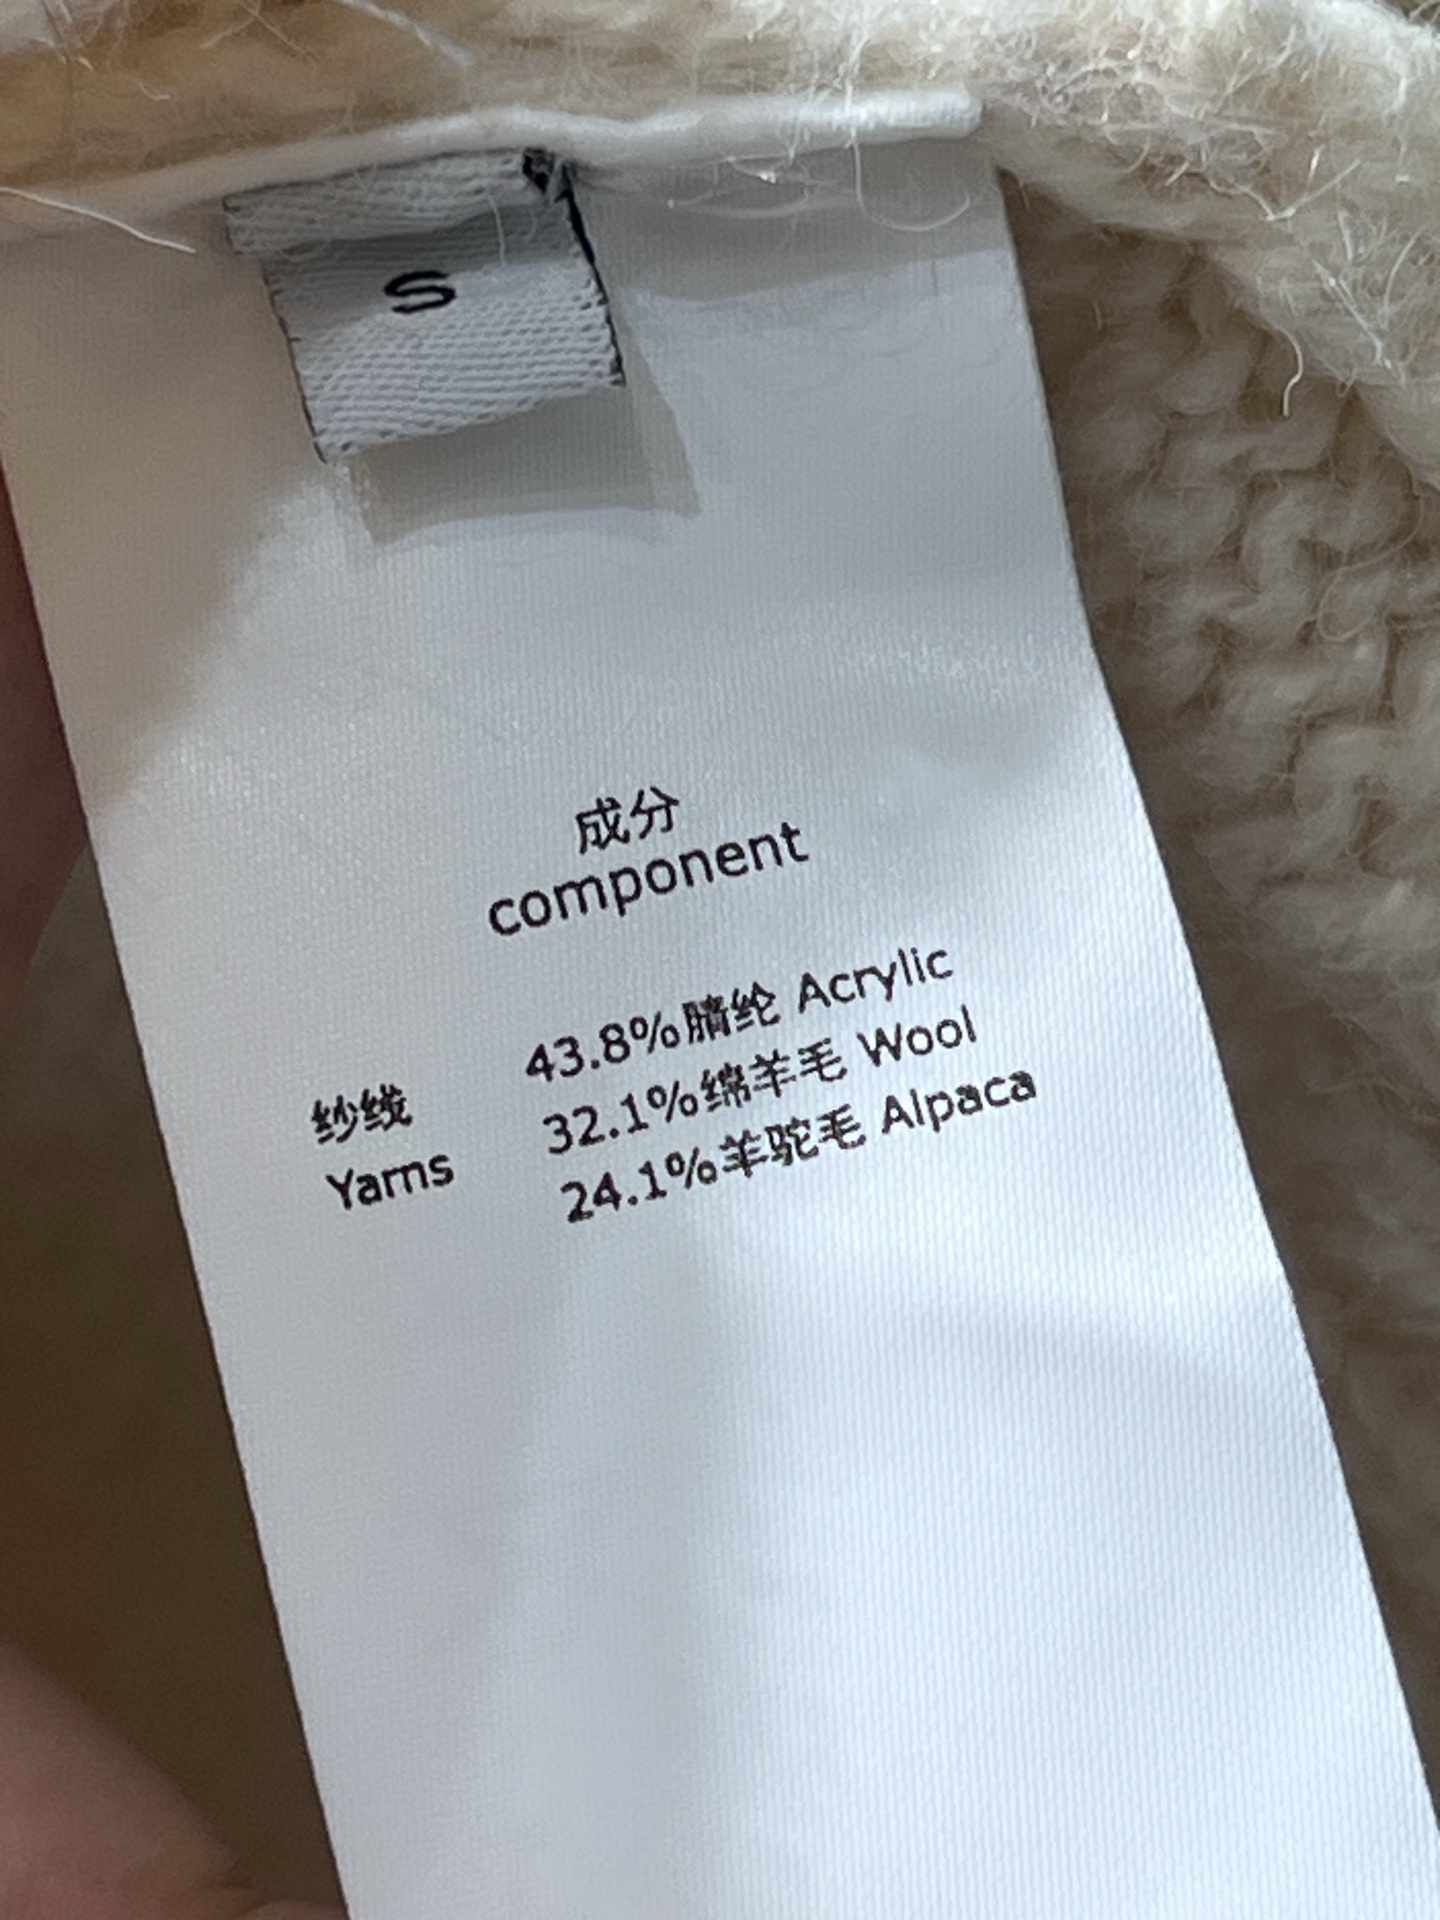 S
成分
component
纱线
Yarns
43.8%腈纶 Acrylic
32.1%绵羊毛 Wool
24.1%羊驼毛 Alpaca